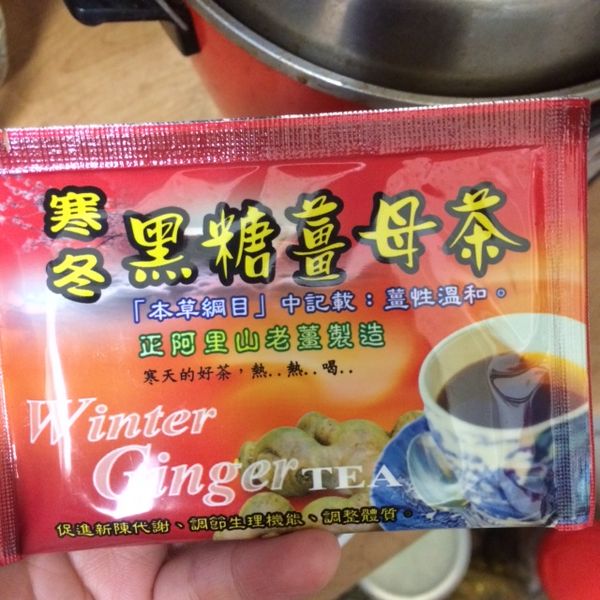 寒冬
黑糖薑母茶
「本草綱目」中記載：薑性溫和。
正阿里山老薑製造
寒天的好茶，熱..熱..喝..
Winter
Ginger TEA
促進新陳代謝、調節生理機能、調整體質。